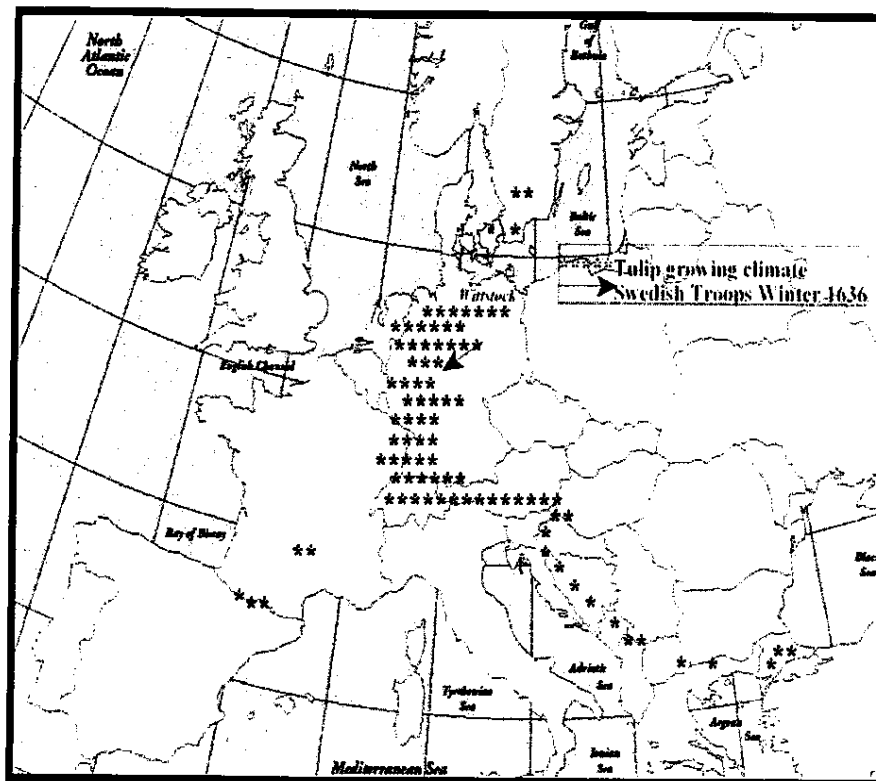 North
Atlantic
Ocean
Gulf
of
Bothnia
North
Sea
Baltic
Sea
Tulip growing climate
Swedish Troops Winter 1636
Wittstock
English Channel
Bay of Biscay
Black
Sea
Adriatic
Sea
Tyrrhenian
Sea
Aegean
Sea
Ionian
Sea
Mediterranean Sea